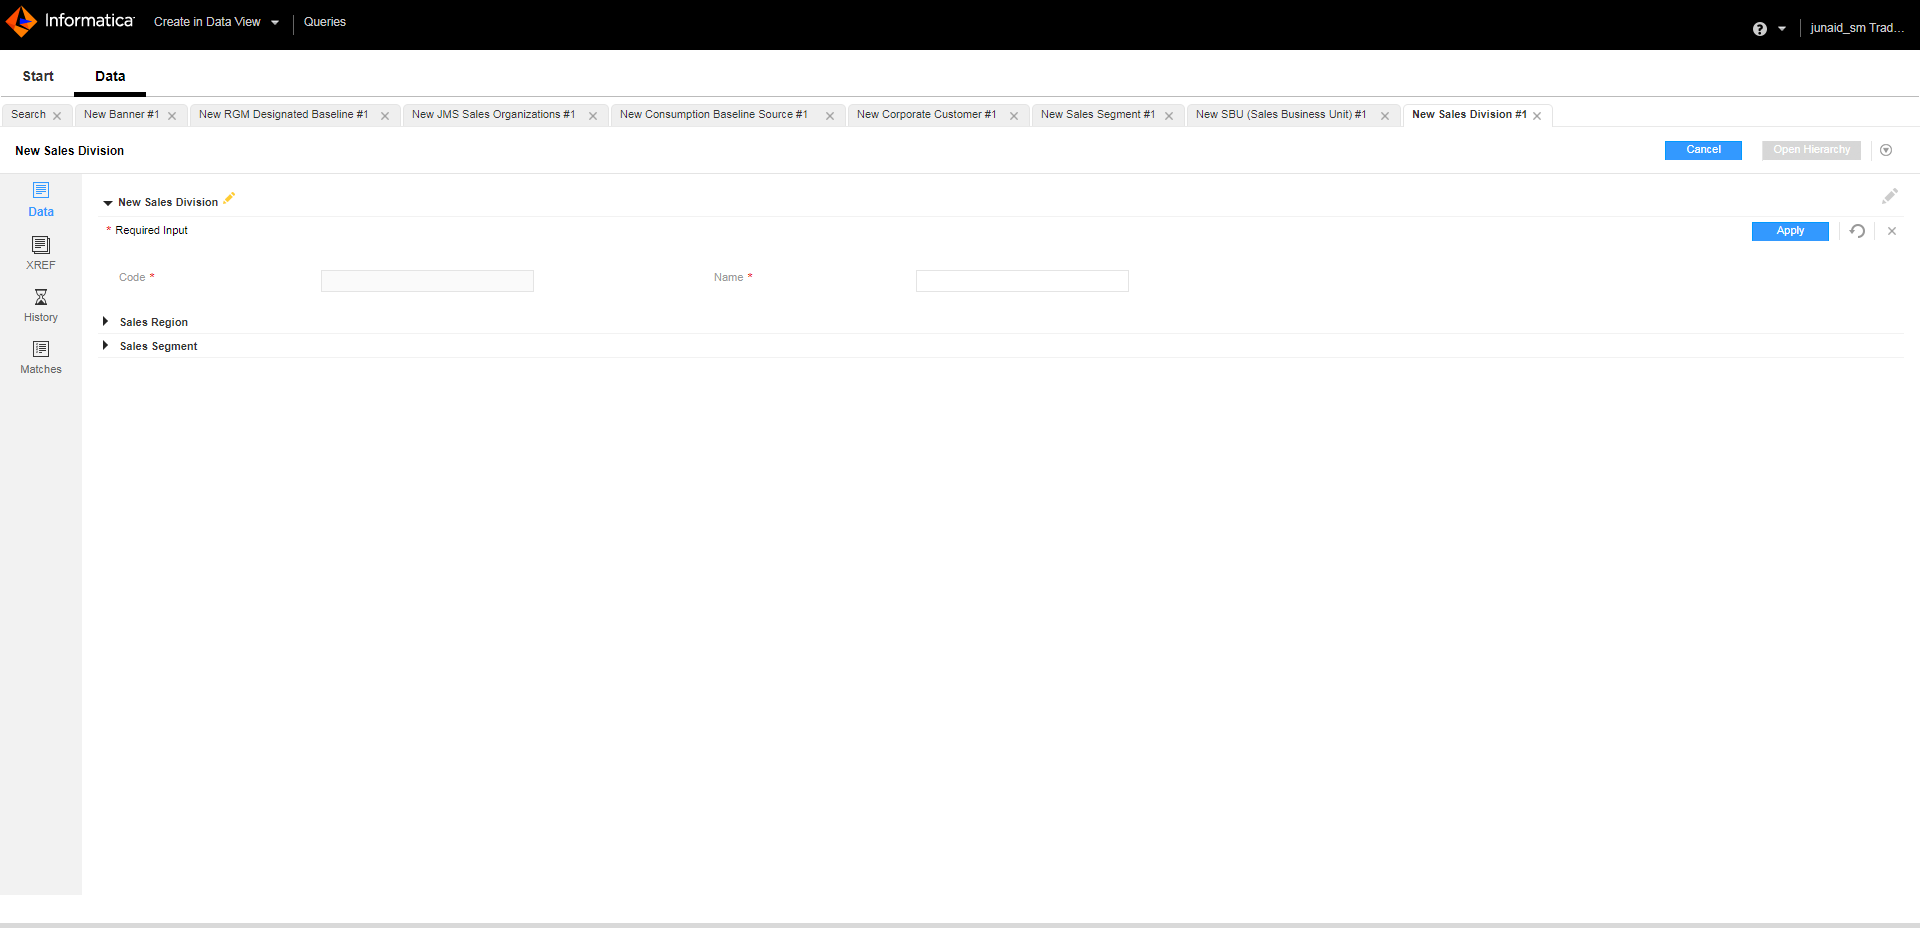 Informatica Create in Data View Queries junaid_sm Trad...
Start Data
Search New Banner #1 New RGM Designated Baseline #1 New JMS Sales Organizations #1 New Consumption Baseline Source #1 New Corporate Customer #1 New Sales Segment #1 New SBU (Sales Business Unit) #1 New Sales Division #1
New Sales Division Cancel Open Hierarchy
Data
XREF
History
Matches
New Sales Division
* Required Input Apply
Code * Name *
Sales Region
Sales Segment